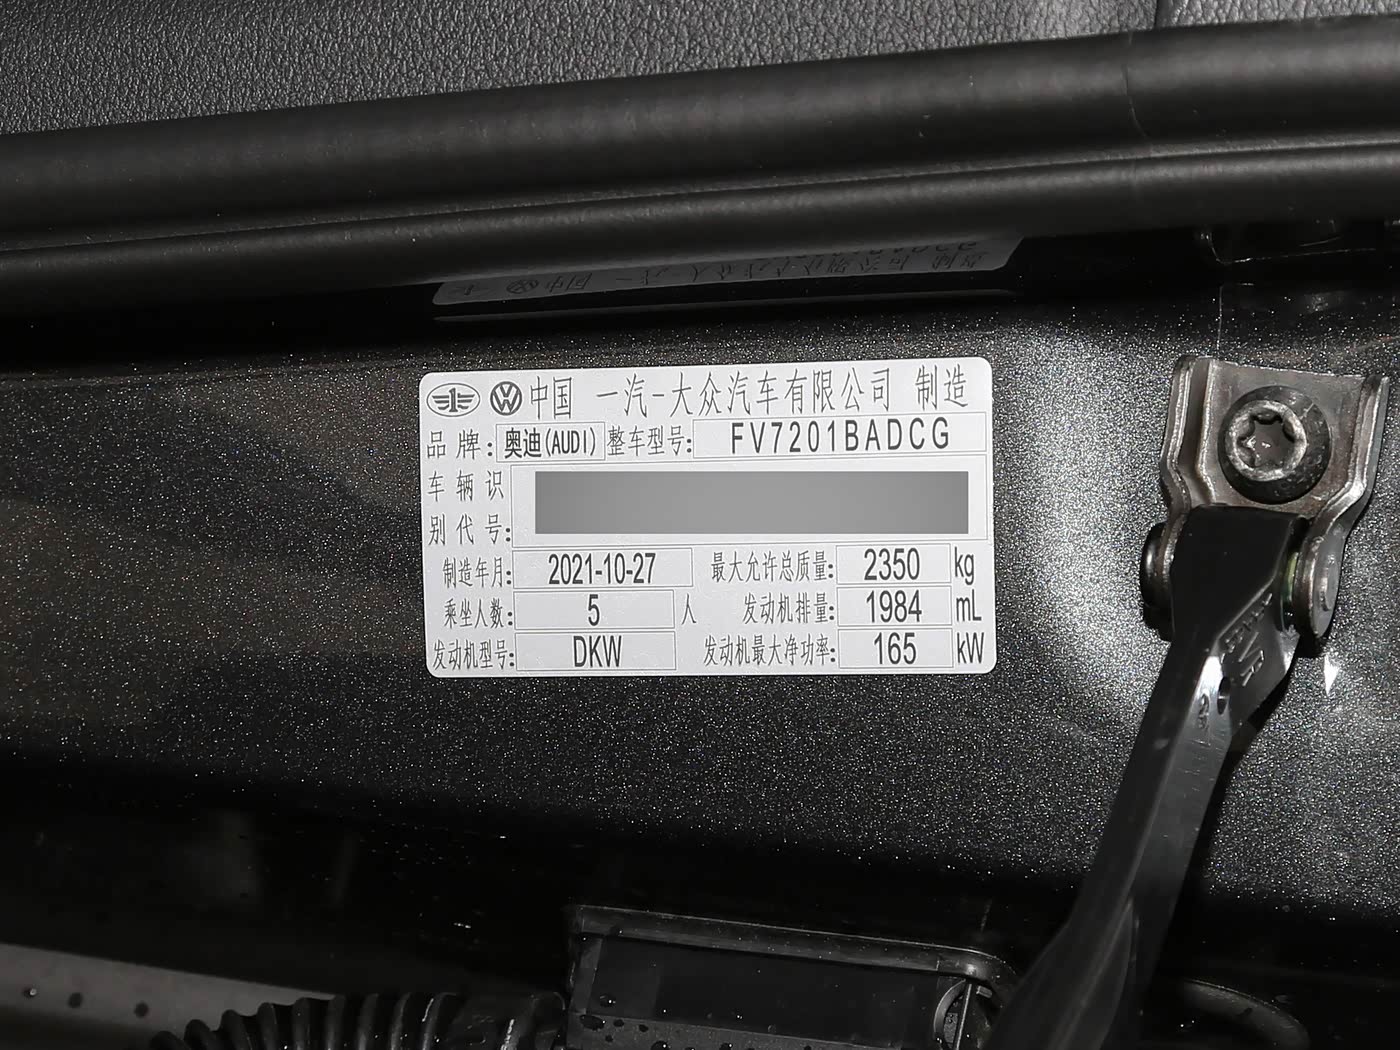 中国 一汽-大众汽车有限公司 制造
品牌: 奥迪(AUDI) 整车型号: FV7201BADCG
车辆识
别代号:
制造年月: 2021-10-27 最大允许总质量: 2350 kg
乘坐人数: 5 人 发动机排量: 1984 mL
发动机型号: DKW 发动机最大净功率: 165 kW